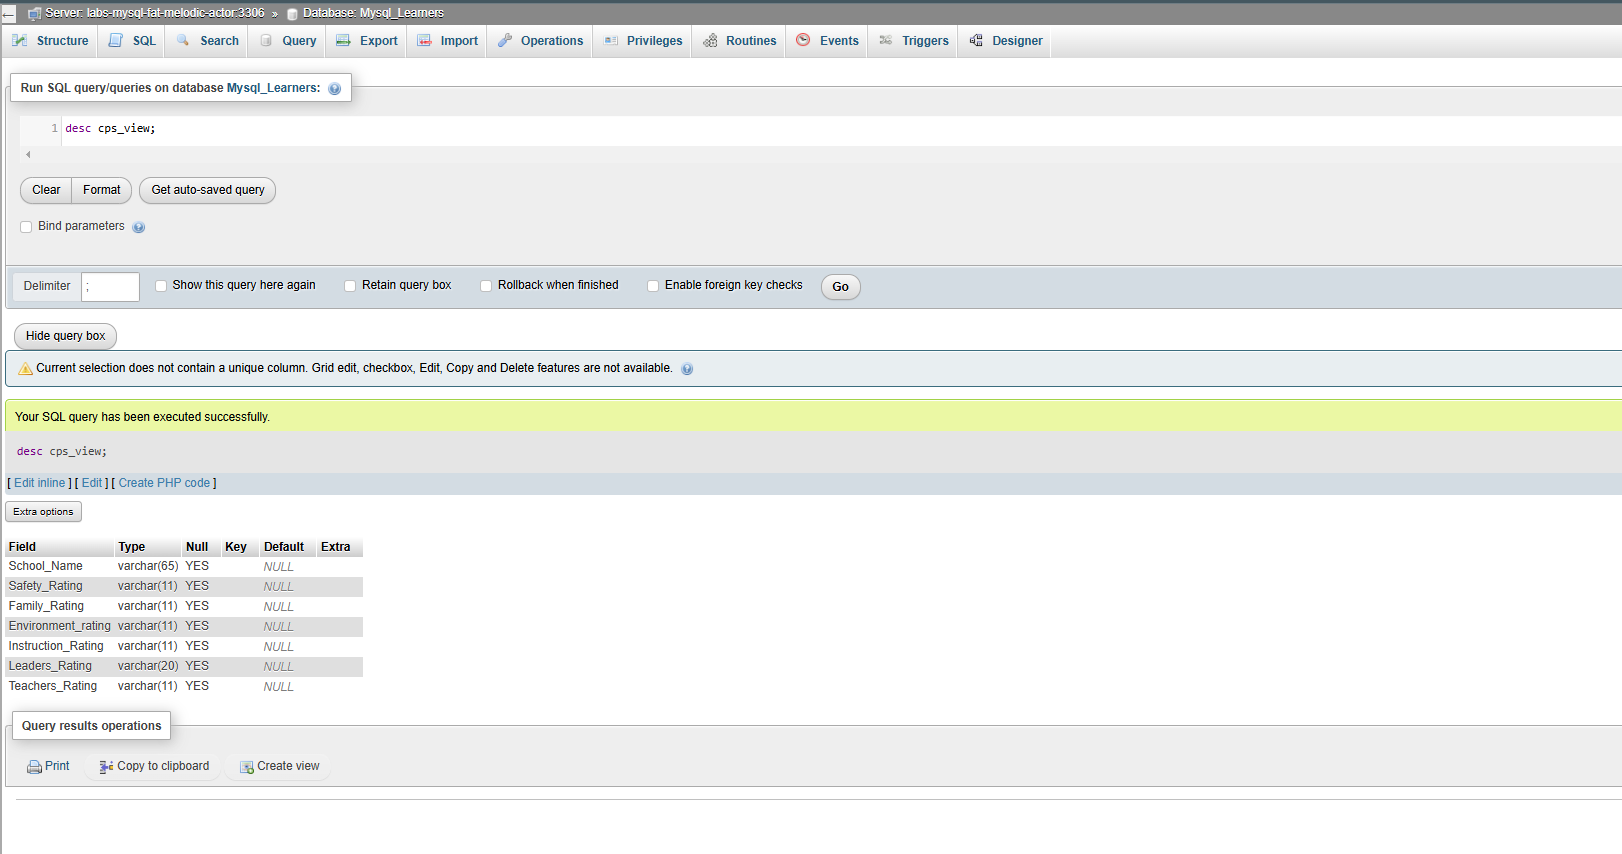 Server: labs-mysql-fat-melodic-actor:3306 » Database: Mysql_Learners
Structure SQL Search Query Export Import Operations Privileges Routines Events Triggers Designer
Run SQL query/queries on database Mysql_Learners:
1 desc cps_view;
Clear Format Get auto-saved query
Bind parameters
Delimiter ; Show this query here again Retain query box Rollback when finished Enable foreign key checks Go
Hide query box
Current selection does not contain a unique column. Grid edit, checkbox, Edit, Copy and Delete features are not available.
Your SQL query has been executed successfully.
desc cps_view;
[ Edit inline ] [ Edit ] [ Create PHP code ]
Extra options
Field Type Null Key Default Extra
School_Name varchar(65) YES NULL
Safety_Rating varchar(11) YES NULL
Family_Rating varchar(11) YES NULL
Environment_rating varchar(11) YES NULL
Instruction_Rating varchar(11) YES NULL
Leaders_Rating varchar(20) YES NULL
Teachers_Rating varchar(11) YES NULL
Query results operations
Print Copy to clipboard Create view